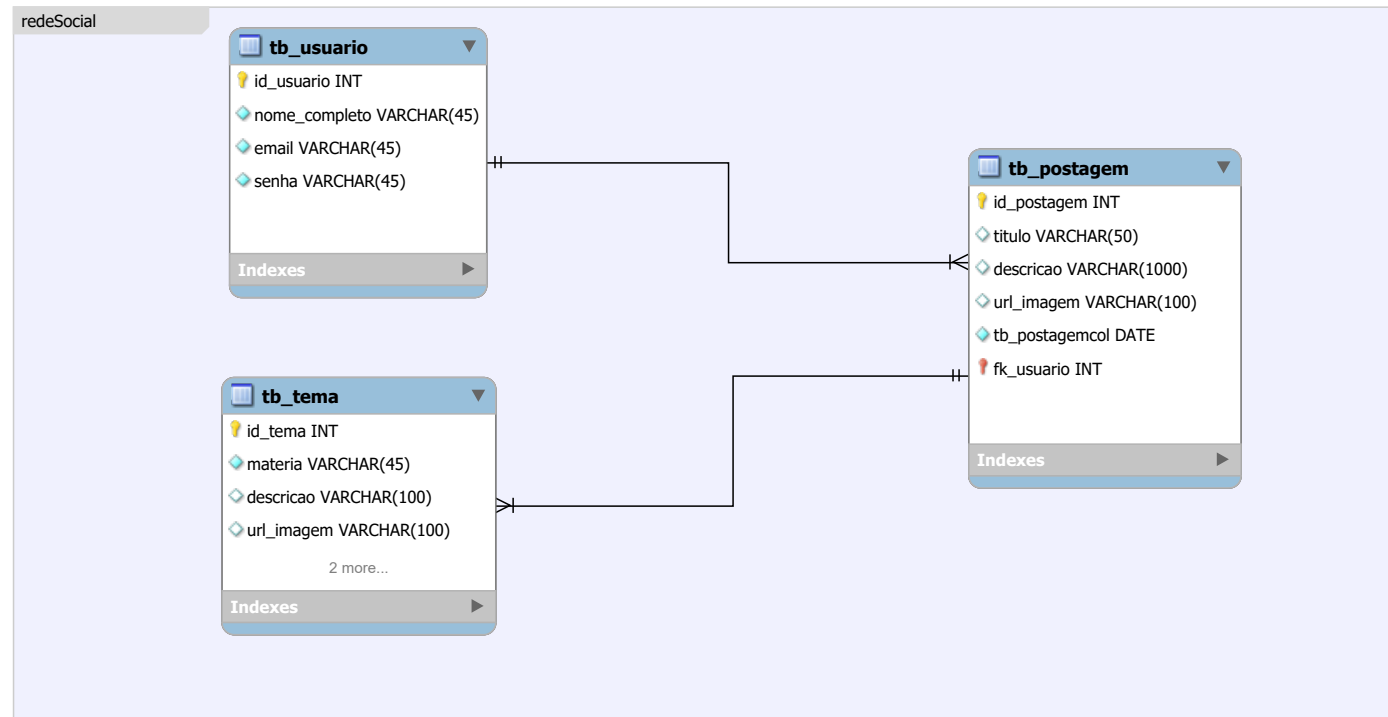 redeSocial
tb_usuario
id_usuario INT
nome_completo VARCHAR(45)
email VARCHAR(45)
senha VARCHAR(45)
Indexes
tb_postagem
id_postagem INT
titulo VARCHAR(50)
descricao VARCHAR(1000)
url_imagem VARCHAR(100)
tb_postagemcol DATE
fk_usuario INT
Indexes
tb_tema
id_tema INT
materia VARCHAR(45)
descricao VARCHAR(100)
url_imagem VARCHAR(100)
2 more...
Indexes